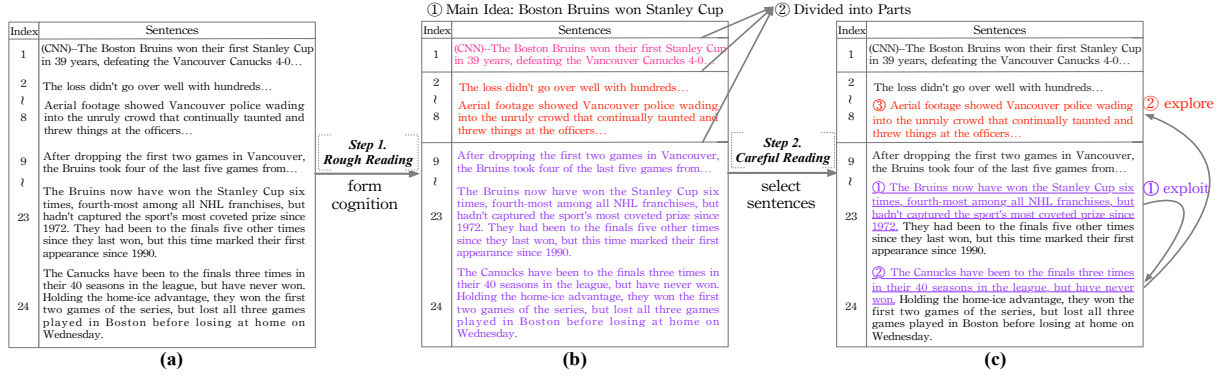 Index Sentences
1
(CNN)--The Boston Bruins won their first Stanley Cup
in 39 years, defeating the Vancouver Canucks 4-0…
2
≀
8
The loss didn't go over well with hundreds…
Aerial footage showed Vancouver police wading
into the unruly crowd that continually taunted and
threw things at the officers…
9
≀
23
After dropping the first two games in Vancouver,
the Bruins took four of the last five games from…
The Bruins now have won the Stanley Cup six
times, fourth-most among all NHL franchises, but
hadn't captured the sport's most coveted prize since
1972. They had been to the finals five other times
since they last won, but this time marked their first
appearance since 1990.
24
The Canucks have been to the finals three times in
their 40 seasons in the league, but have never won.
Holding the home-ice advantage, they won the first
two games of the series, but lost all three games
played in Boston before losing at home on
Wednesday.
(a)
Step 1.
Rough Reading
form
cognition
① Main Idea: Boston Bruins won Stanley Cup
② Divided into Parts
Index Sentences
1
(CNN)--The Boston Bruins won their first Stanley Cup
in 39 years, defeating the Vancouver Canucks 4-0…
2
≀
8
The loss didn't go over well with hundreds…
Aerial footage showed Vancouver police wading
into the unruly crowd that continually taunted and
threw things at the officers…
9
≀
23
After dropping the first two games in Vancouver,
the Bruins took four of the last five games from…
The Bruins now have won the Stanley Cup six
times, fourth-most among all NHL franchises, but
hadn't captured the sport's most coveted prize since
1972. They had been to the finals five other times
since they last won, but this time marked their first
appearance since 1990.
24
The Canucks have been to the finals three times in
their 40 seasons in the league, but have never won.
Holding the home-ice advantage, they won the first
two games of the series, but lost all three games
played in Boston before losing at home on
Wednesday.
(b)
Step 2.
Careful Reading
select
sentences
Index Sentences
1
(CNN)--The Boston Bruins won their first Stanley Cup
in 39 years, defeating the Vancouver Canucks 4-0…
2
≀
8
The loss didn't go over well with hundreds…
③ Aerial footage showed Vancouver police wading
into the unruly crowd that continually taunted and
threw things at the officers…
9
≀
23
After dropping the first two games in Vancouver,
the Bruins took four of the last five games from…
① The Bruins now have won the Stanley Cup six
times, fourth-most among all NHL franchises, but
hadn't captured the sport's most coveted prize since
1972. They had been to the finals five other times
since they last won, but this time marked their first
appearance since 1990.
24
② The Canucks have been to the finals three times
in their 40 seasons in the league, but have never
won. Holding the home-ice advantage, they won the
first two games of the series, but lost all three
games played in Boston before losing at home on
Wednesday.
(c)
② explore
① exploit